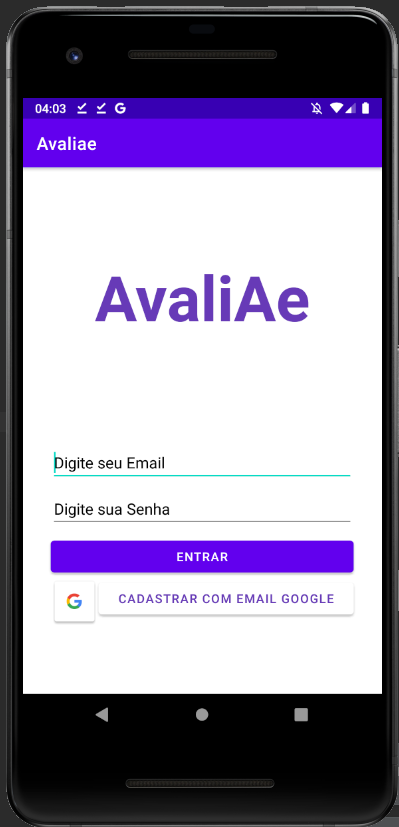 04:03
Avaliae
AvaliAe
Digite seu Email
Digite sua Senha
ENTRAR
G CADASTRAR COM EMAIL GOOGLE